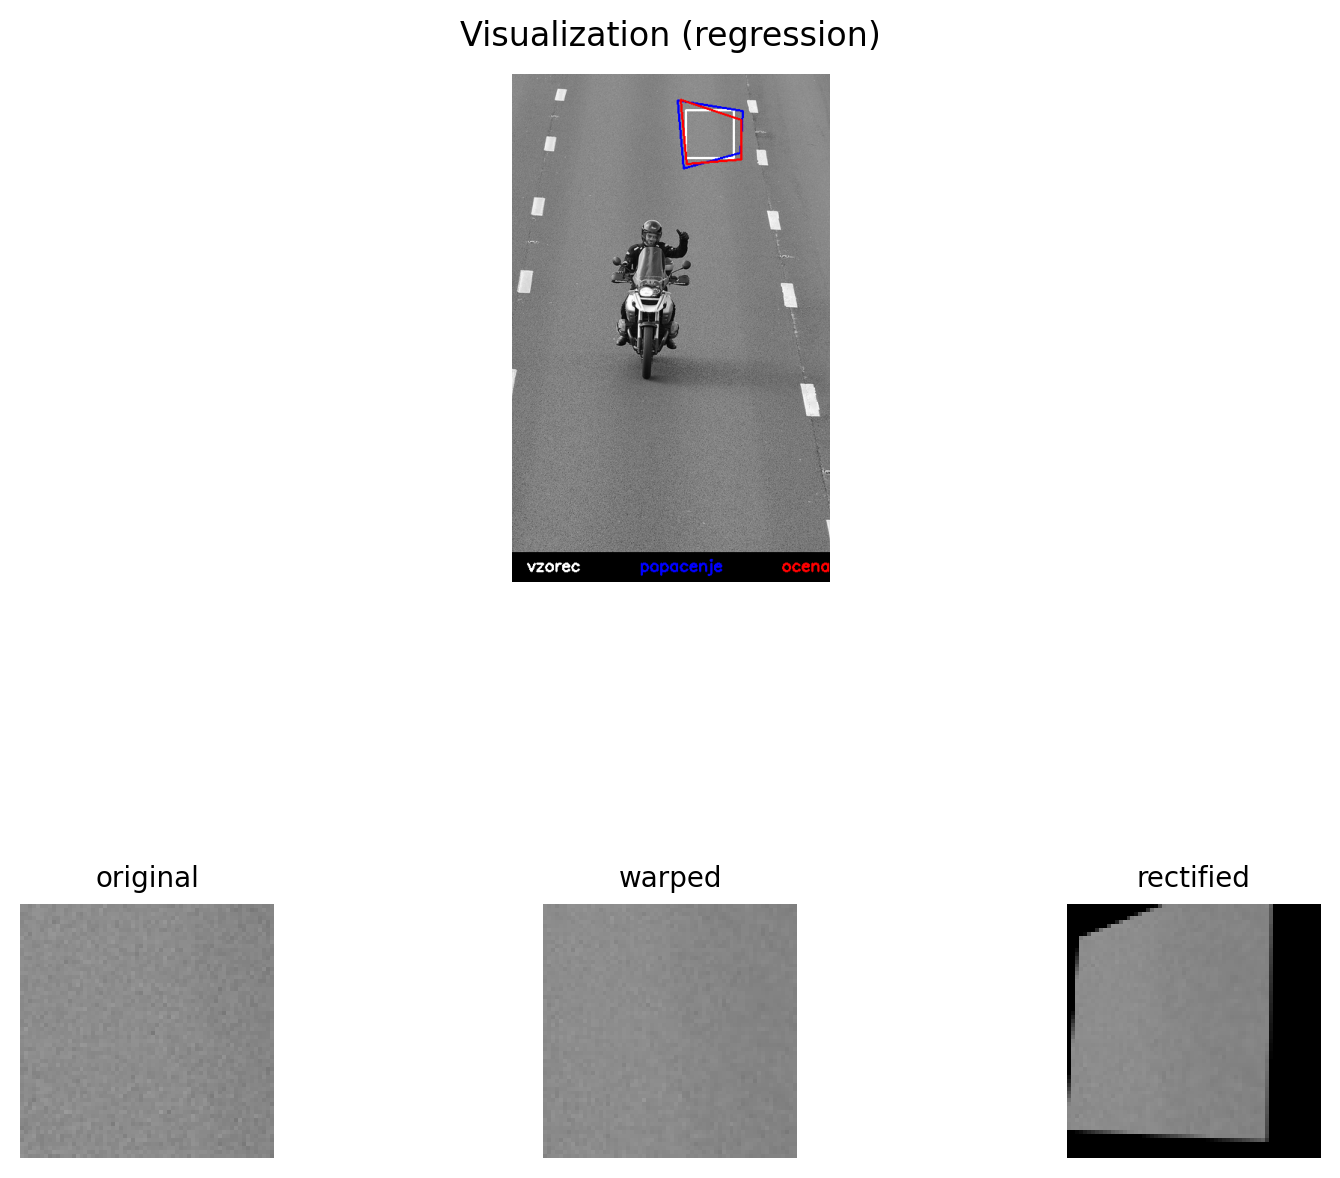 Visualization (regression)
vzorec popacenje ocena
original warped rectified